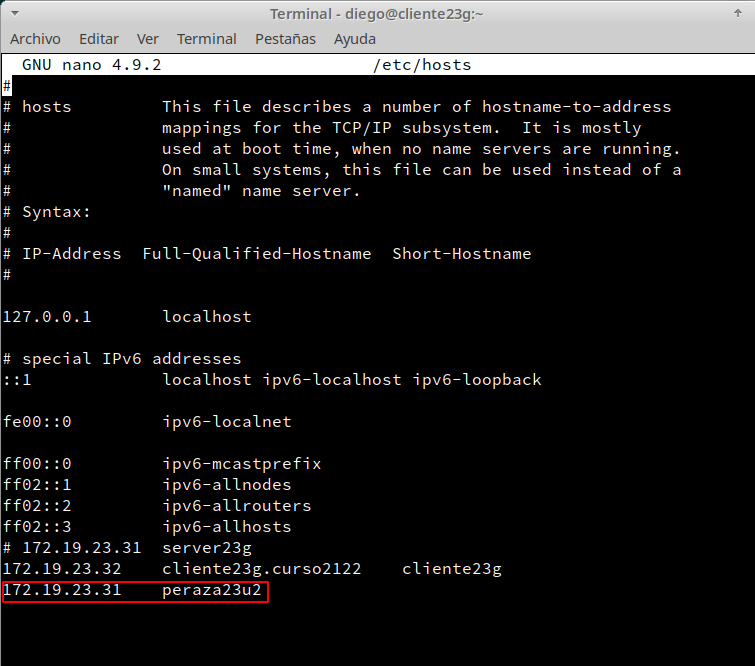 Terminal - diego@cliente23g:~
Archivo Editar Ver Terminal Pestañas Ayuda
GNU nano 4.9.2 /etc/hosts
#
# hosts This file describes a number of hostname-to-address
# mappings for the TCP/IP subsystem. It is mostly
# used at boot time, when no name servers are running.
# On small systems, this file can be used instead of a
# "named" name server.
# Syntax:
#
# IP-Address Full-Qualified-Hostname Short-Hostname
#
127.0.0.1 localhost
# special IPv6 addresses
::1 localhost ipv6-localhost ipv6-loopback
fe00::0 ipv6-localnet
ff00::0 ipv6-mcastprefix
ff02::1 ipv6-allnodes
ff02::2 ipv6-allrouters
ff02::3 ipv6-allhosts
# 172.19.23.31 server23g
172.19.23.32 cliente23g.curso2122 cliente23g
172.19.23.31 peraza23u2